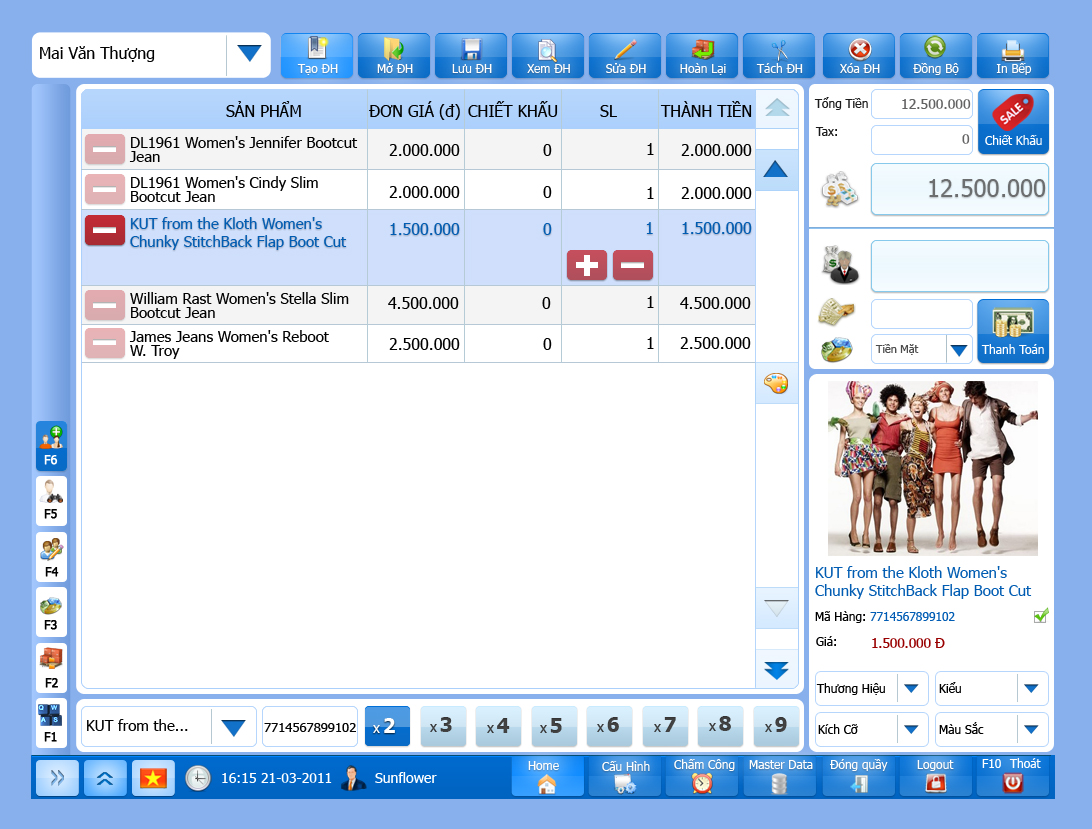 Mai Văn Thượng
Tạo ĐH
Mở ĐH
Lưu ĐH
Xem ĐH
Sửa ĐH
Hoàn Lại
Tách ĐH
Xóa ĐH
Đồng Bộ
In Bếp
SẢN PHẨM ĐƠN GIÁ (đ) CHIẾT KHẤU SL THÀNH TIỀN
DL1961 Women's Jennifer Bootcut
Jean
2.000.000 0 1 2.000.000
DL1961 Women's Cindy Slim
Bootcut Jean
2.000.000 0 1 2.000.000
KUT from the Kloth Women's
Chunky StitchBack Flap Boot Cut
1.500.000 0 1 1.500.000
William Rast Women's Stella Slim
Bootcut Jean
4.500.000 0 1 4.500.000
James Jeans Women's Reboot
W. Troy
2.500.000 0 1 2.500.000
Tổng Tiền 12.500.000
Tax: 0
SALE
Chiết Khấu
12.500.000
Tiền Mặt
Thanh Toán
KUT from the Kloth Women's
Chunky StitchBack Flap Boot Cut
Mã Hàng: 7714567899102
Giá: 1.500.000 Đ
Thương Hiệu
Kiểu
Kích Cỡ
Màu Sắc
F6
F5
F4
F3
F2
Q W
A S
F1
KUT from the...
7714567899102
x 2
x 3
x 4
x 5
x 6
x 7
x 8
x 9
16:15 21-03-2011
Sunflower
Home
Cấu Hình
Chấm Công
Master Data
Đóng quầy
Logout
F10 Thoát